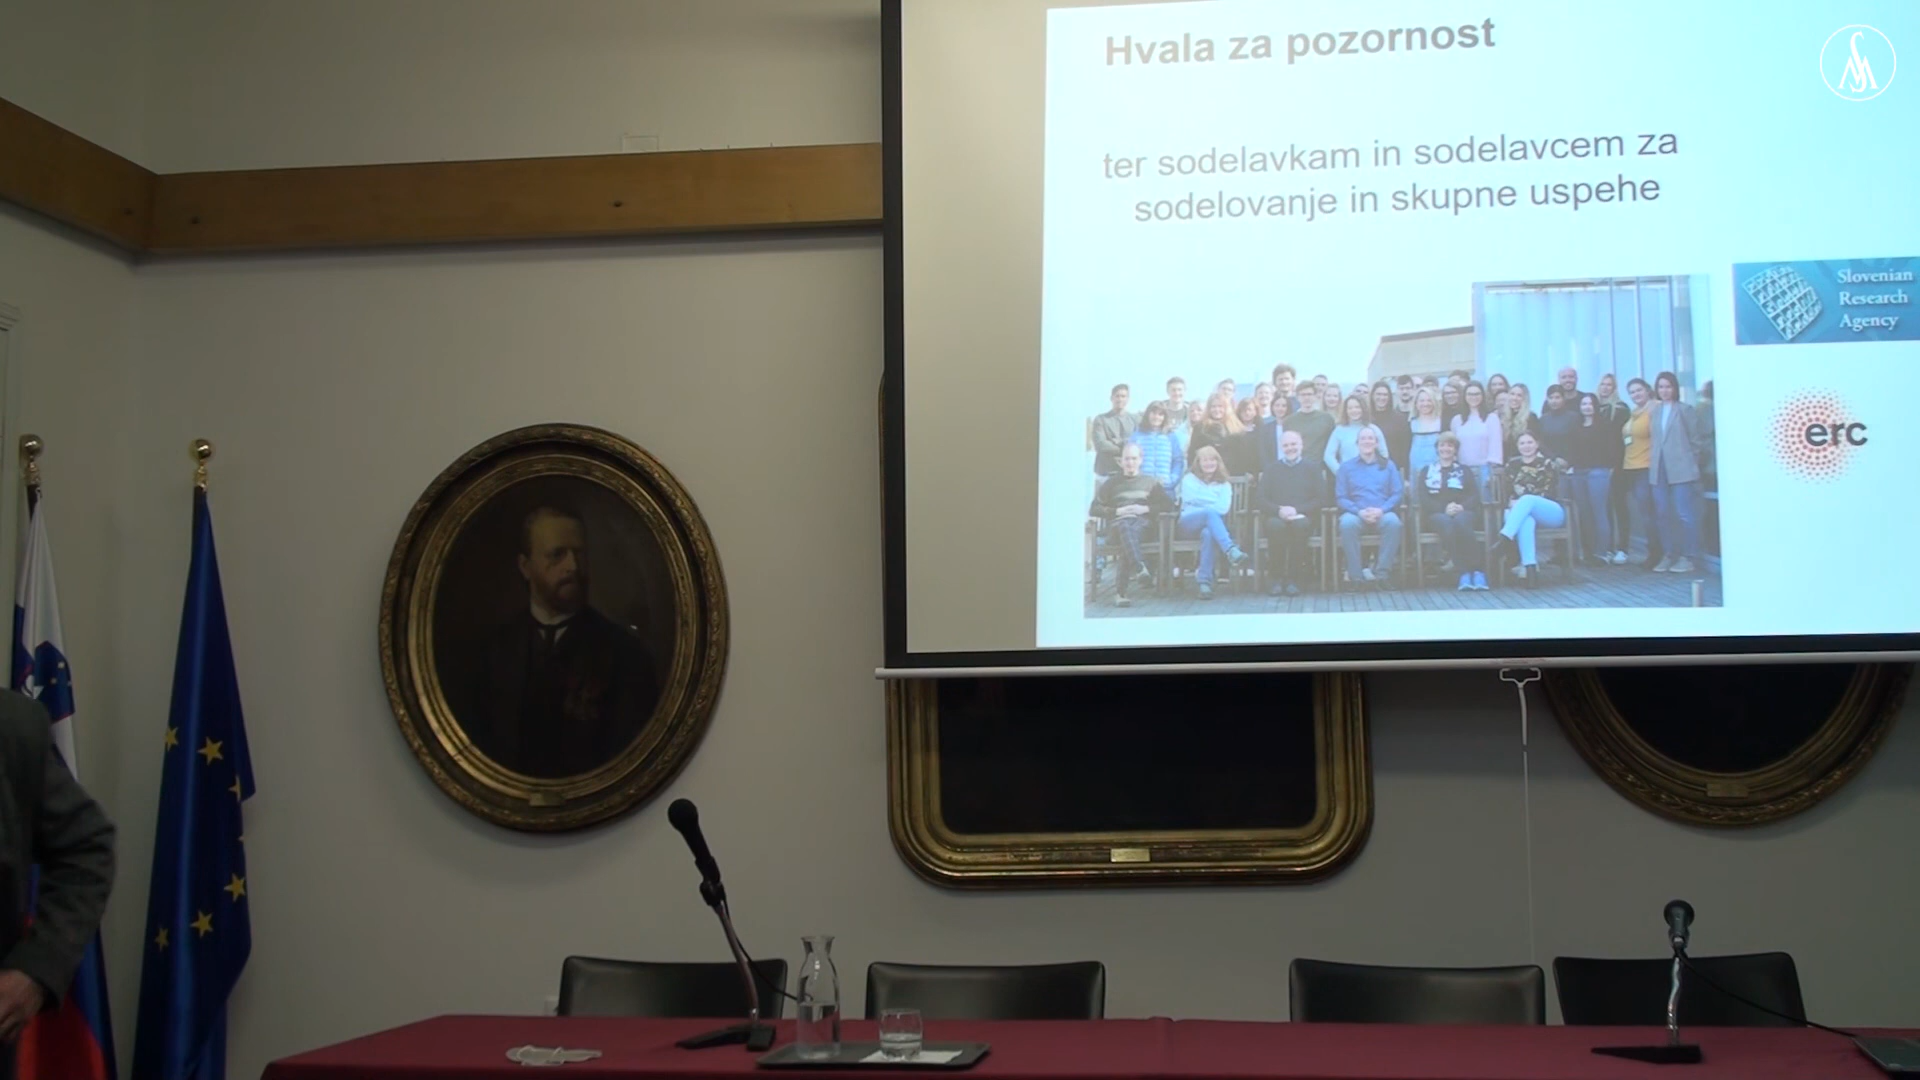 Hvala za pozornost
ter sodelavkam in sodelavcem za
sodelovanje in skupne uspehe
Slovenian
Research
Agency
erc